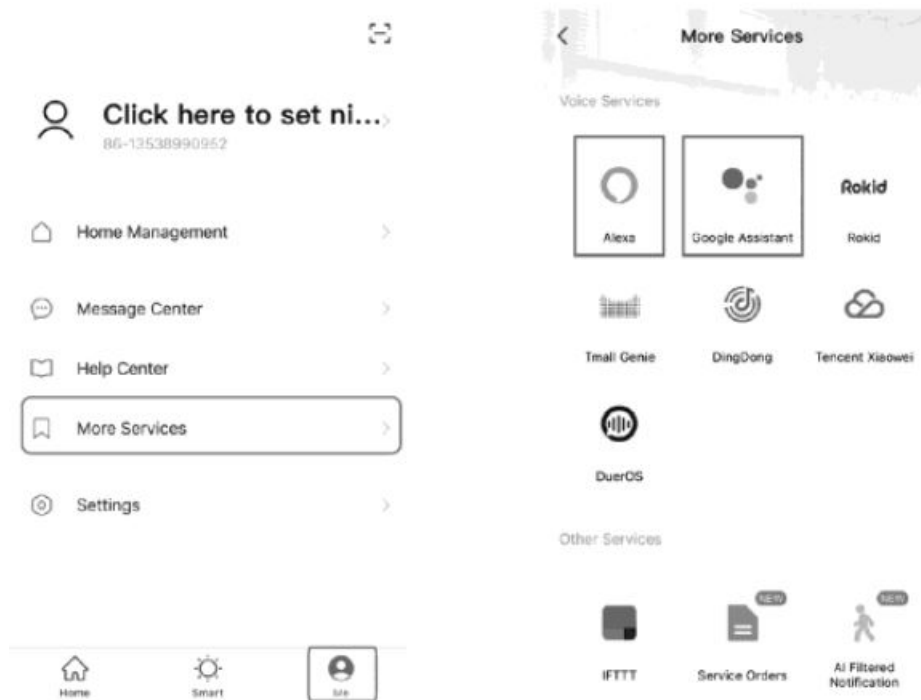 Click here to set ni...
86-13538990952
Home Management
Message Center
Help Center
More Services
Settings
Home
Smart
Me
More Services
Voice Services
Alexa
Google Assistant
Rokid
Rokid
Tmall Genie
DingDong
Tencent Xiaowei
DuerOS
Other Services
NEW
NEW
IFTTT
Service Orders
AI Filtered
Notification